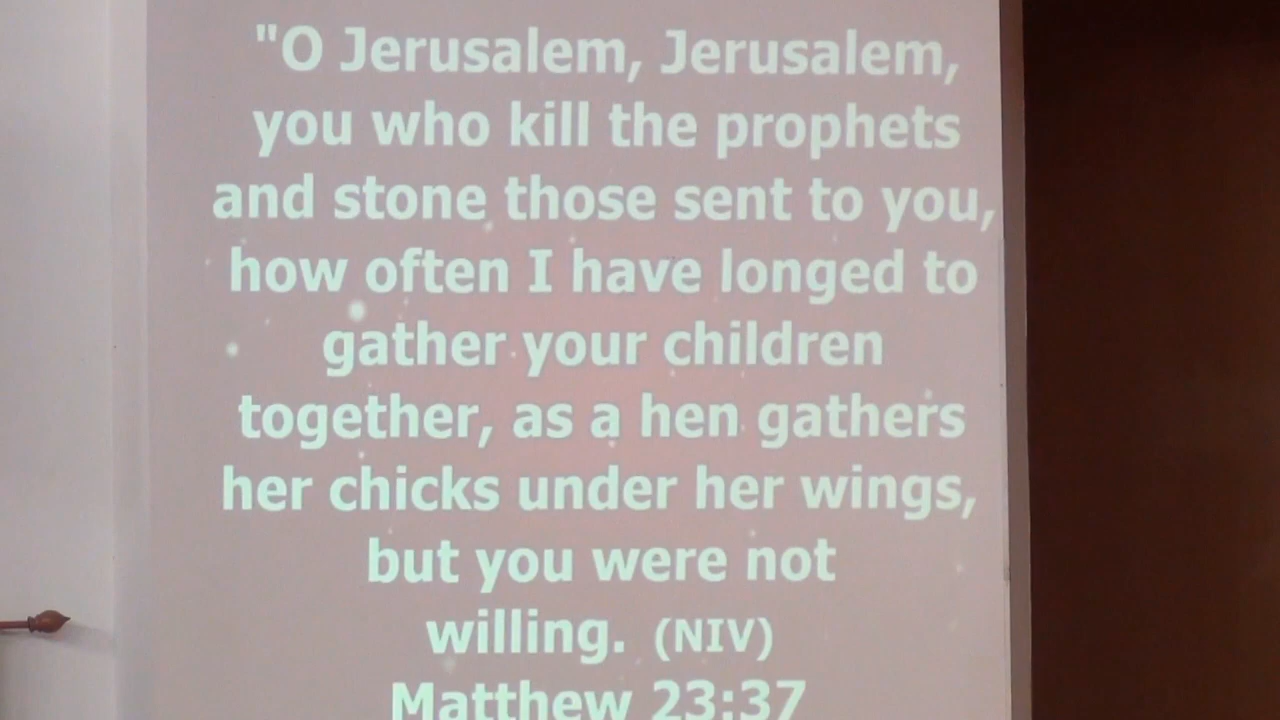 "O Jerusalem, Jerusalem,
you who kill the prophets
and stone those sent to you,
how often I have longed to
gather your children
together, as a hen gathers
her chicks under her wings,
but you were not
willing. (NIV)
Matthew 23:37